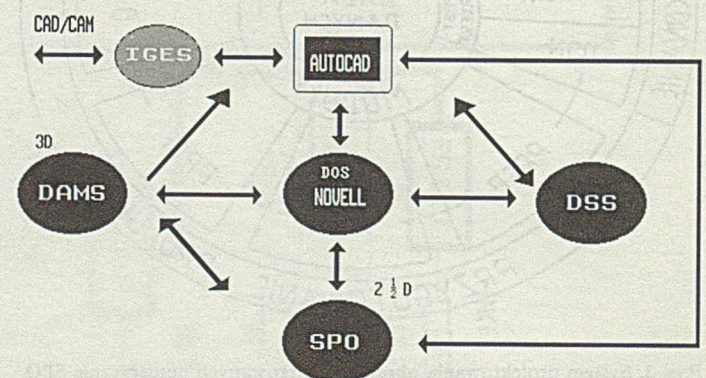 CAD/CAM
IGES
AUTOCAD
3D
DAMS
DOS
NOVELL
DSS
2 ½ D
SPO